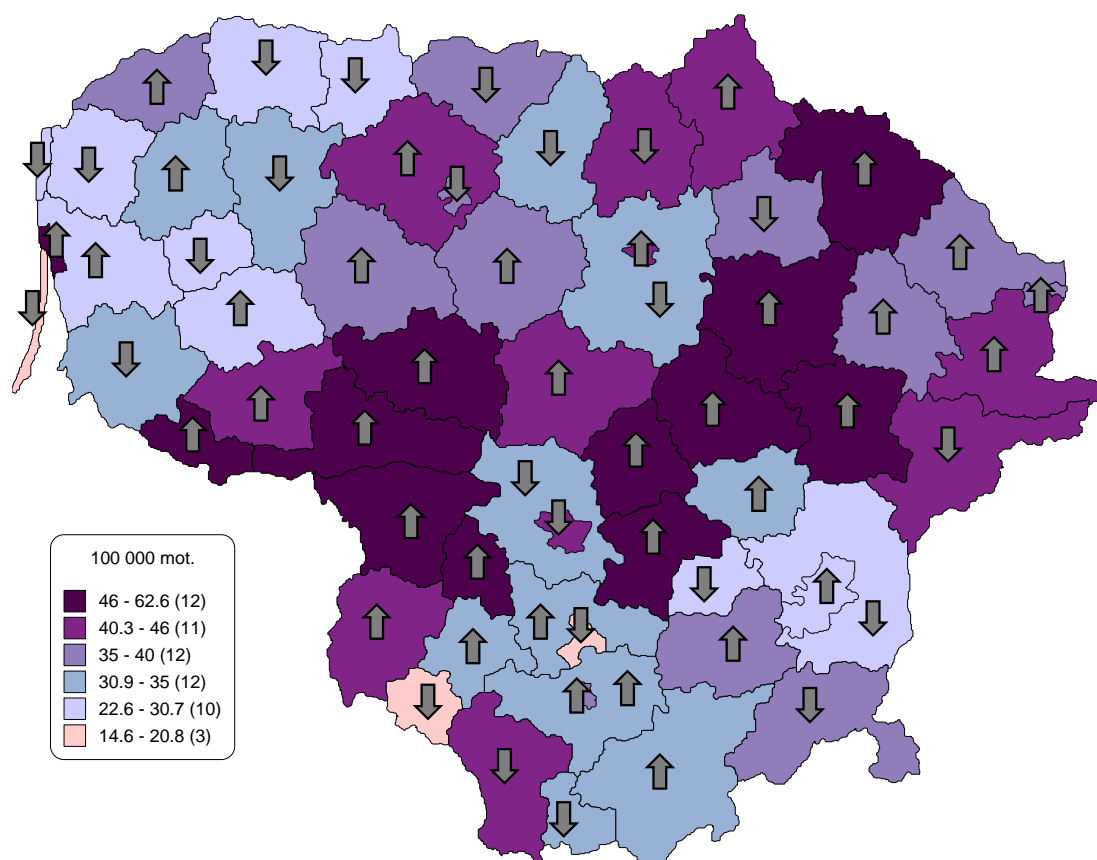 100 000 mot.
46 - 62.6 (12)
40.3 - 46 (11)
35 - 40 (12)
30.9 - 35 (12)
22.6 - 30.7 (10)
14.6 - 20.8 (3)